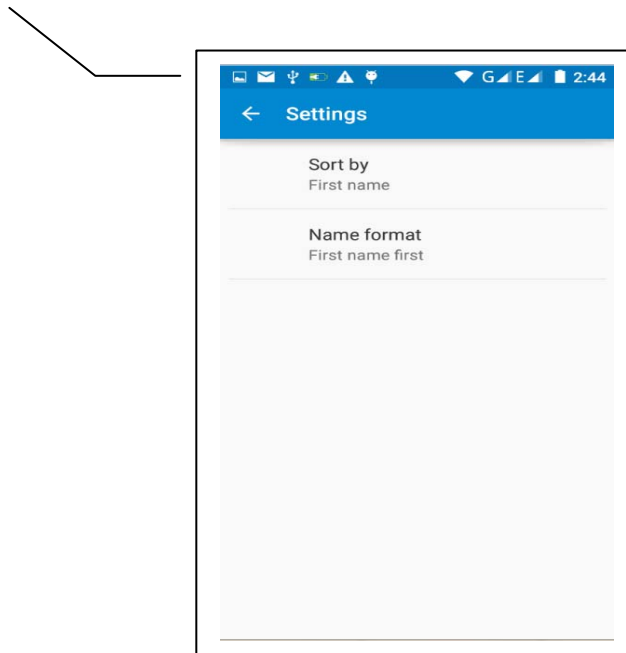 G E 2:44
Settings
Sort by
First name
Name format
First name first